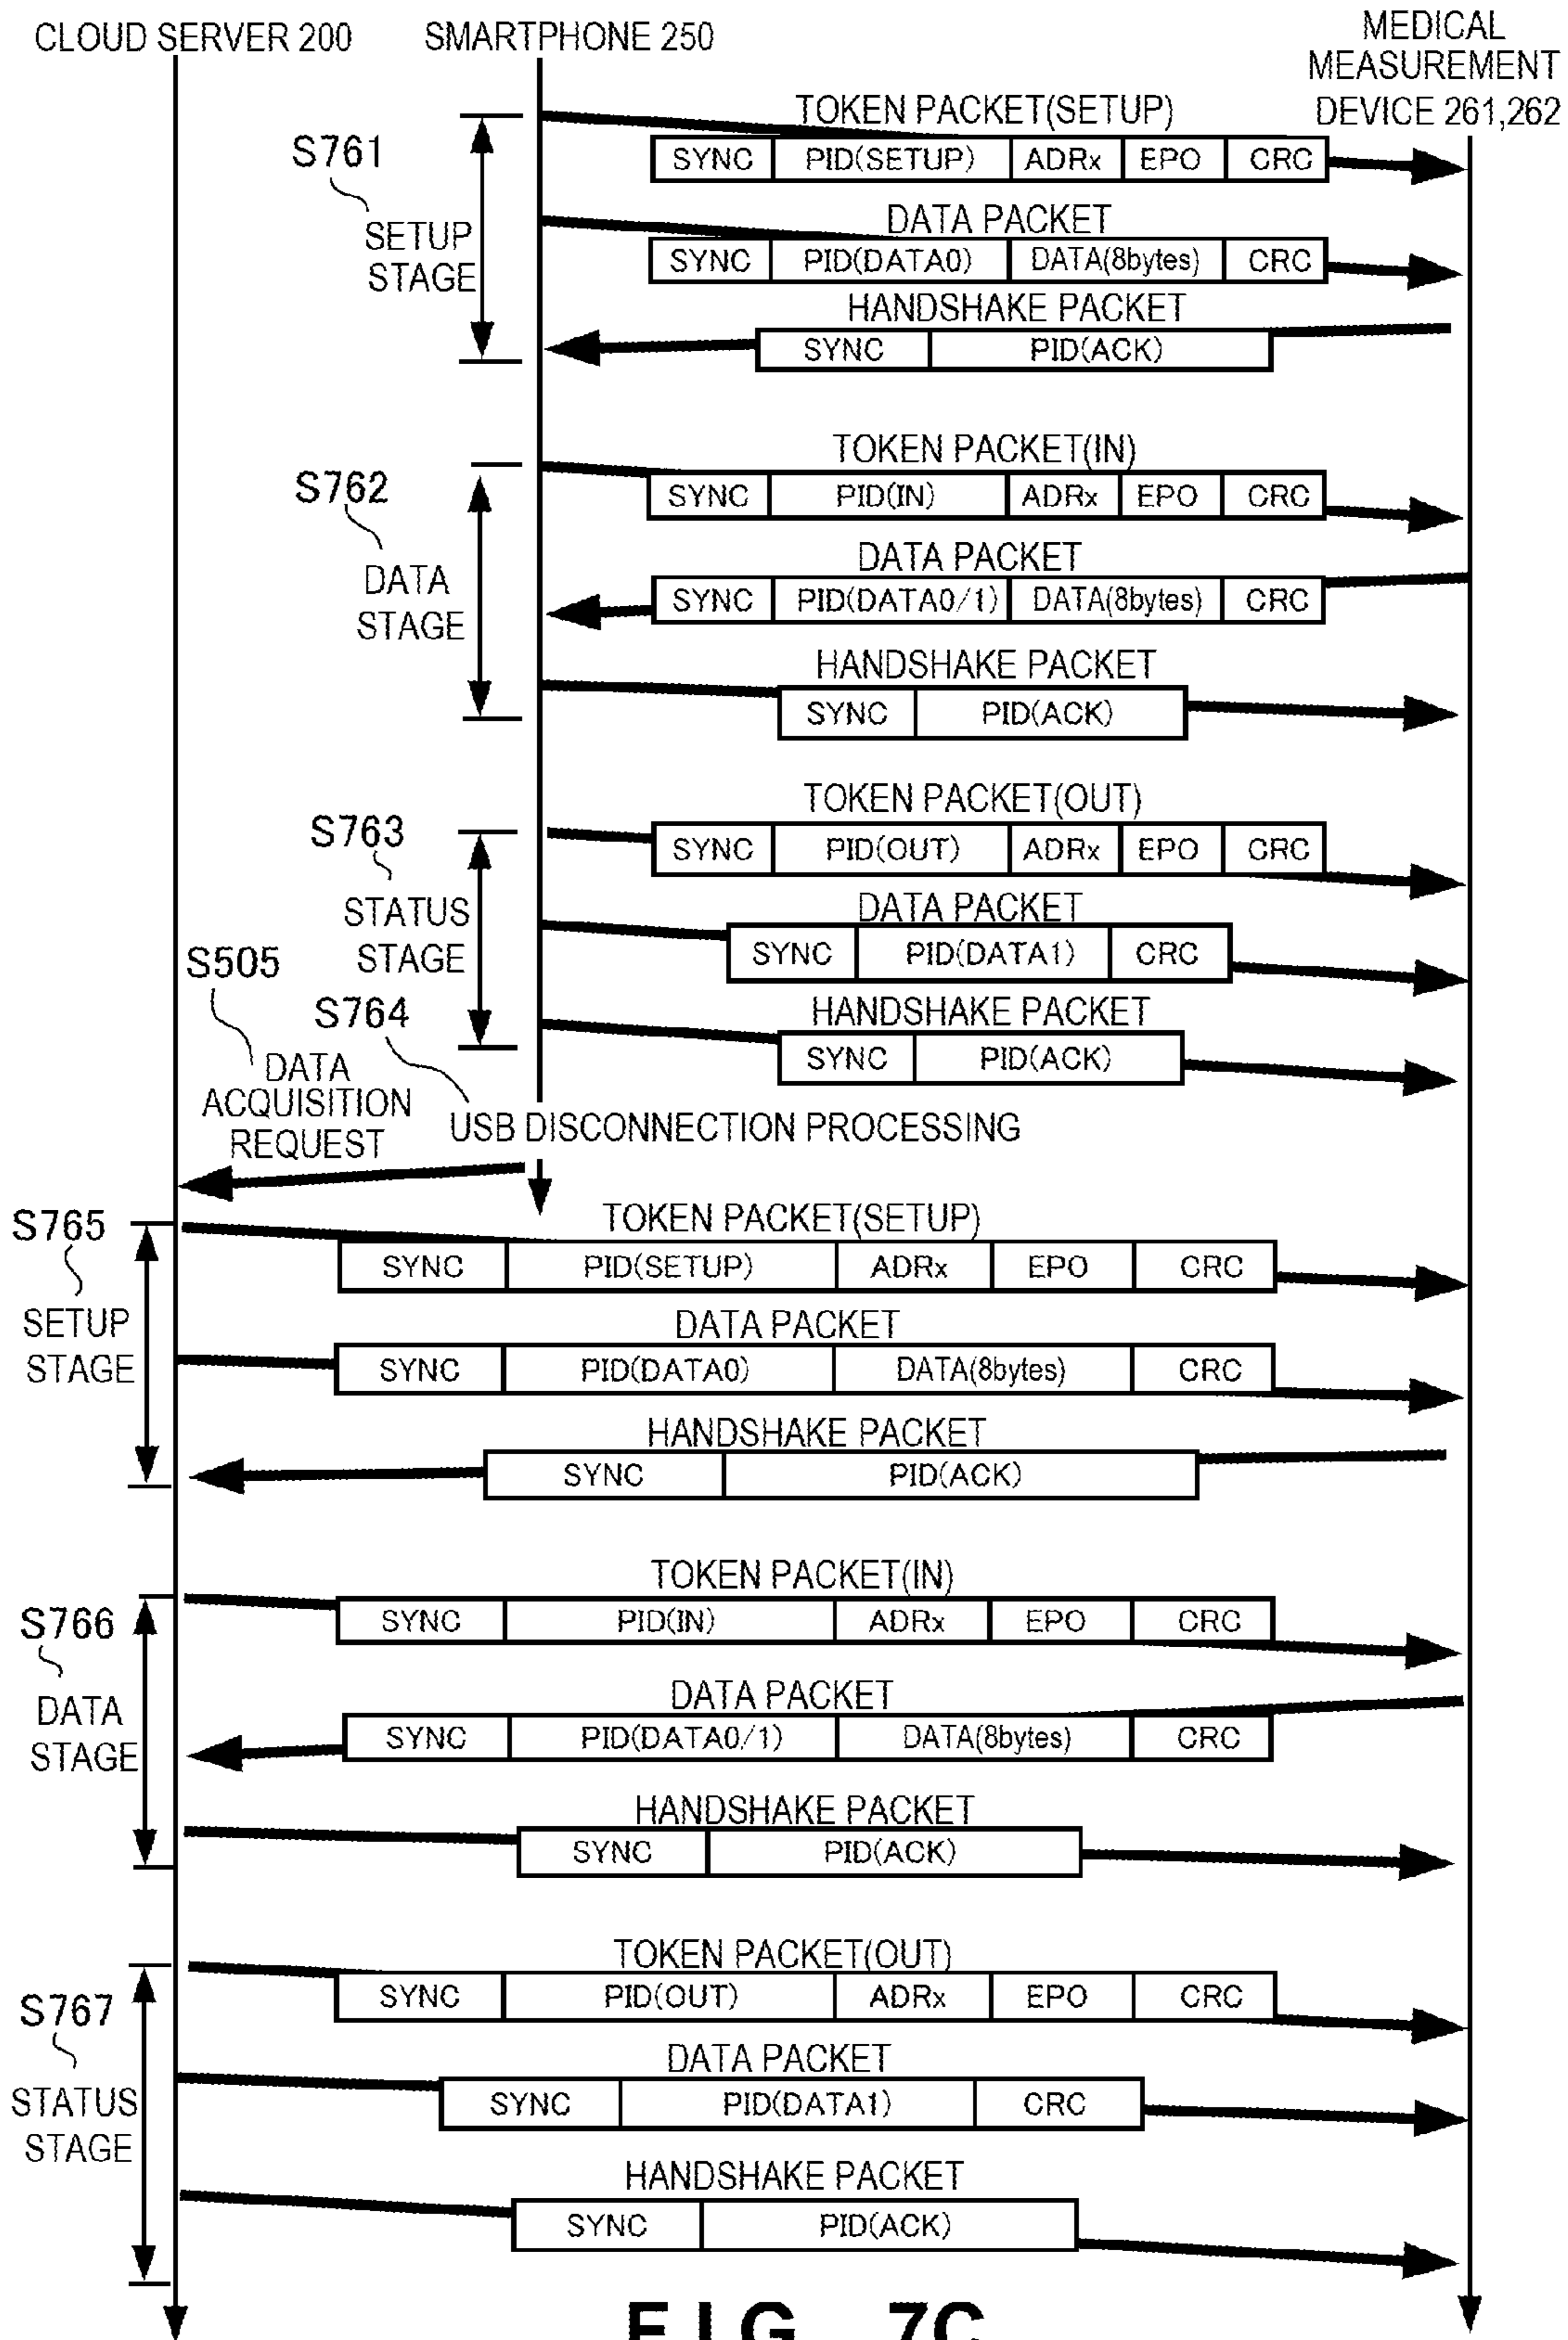 CLOUD SERVER 200
SMARTPHONE 250
MEDICAL
MEASUREMENT
DEVICE 261,262
S761
SETUP
STAGE
TOKEN PACKET(SETUP)
SYNC PID(SETUP) ADRx EPO CRC
DATA PACKET
SYNC PID(DATA0) DATA(8bytes) CRC
HANDSHAKE PACKET
SYNC PID(ACK)
S762
DATA
STAGE
TOKEN PACKET(IN)
SYNC PID(IN) ADRx EPO CRC
DATA PACKET
SYNC PID(DATA0/1) DATA(8bytes) CRC
HANDSHAKE PACKET
SYNC PID(ACK)
S763
STATUS
STAGE
TOKEN PACKET(OUT)
SYNC PID(OUT) ADRx EPO CRC
DATA PACKET
SYNC PID(DATA1) CRC
HANDSHAKE PACKET
SYNC PID(ACK)
S505
DATA
ACQUISITION
REQUEST
S764
USB DISCONNECTION PROCESSING
S765
SETUP
STAGE
TOKEN PACKET(SETUP)
SYNC PID(SETUP) ADRx EPO CRC
DATA PACKET
SYNC PID(DATA0) DATA(8bytes) CRC
HANDSHAKE PACKET
SYNC PID(ACK)
S766
DATA
STAGE
TOKEN PACKET(IN)
SYNC PID(IN) ADRx EPO CRC
DATA PACKET
SYNC PID(DATA0/1) DATA(8bytes) CRC
HANDSHAKE PACKET
SYNC PID(ACK)
S767
STATUS
STAGE
TOKEN PACKET(OUT)
SYNC PID(OUT) ADRx EPO CRC
DATA PACKET
SYNC PID(DATA1) CRC
HANDSHAKE PACKET
SYNC PID(ACK)
FIG. 7C